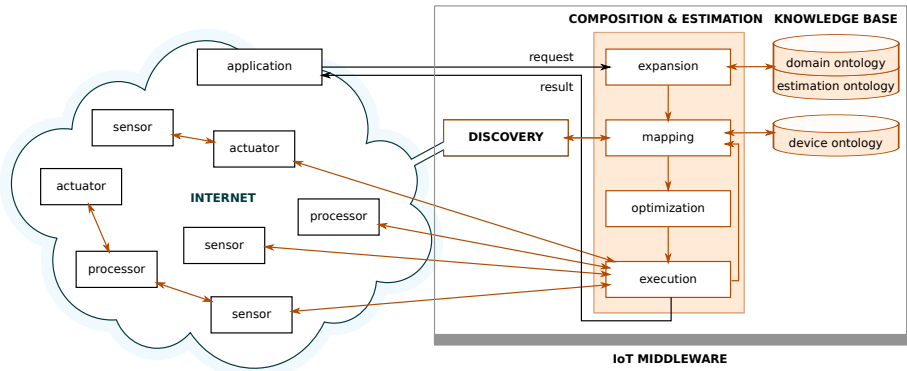 COMPOSITION & ESTIMATION
KNOWLEDGE BASE
application
request
result
expansion
domain ontology
estimation ontology
sensor
actuator
DISCOVERY
mapping
device ontology
actuator
INTERNET
processor
optimization
sensor
processor
execution
sensor
IoT MIDDLEWARE